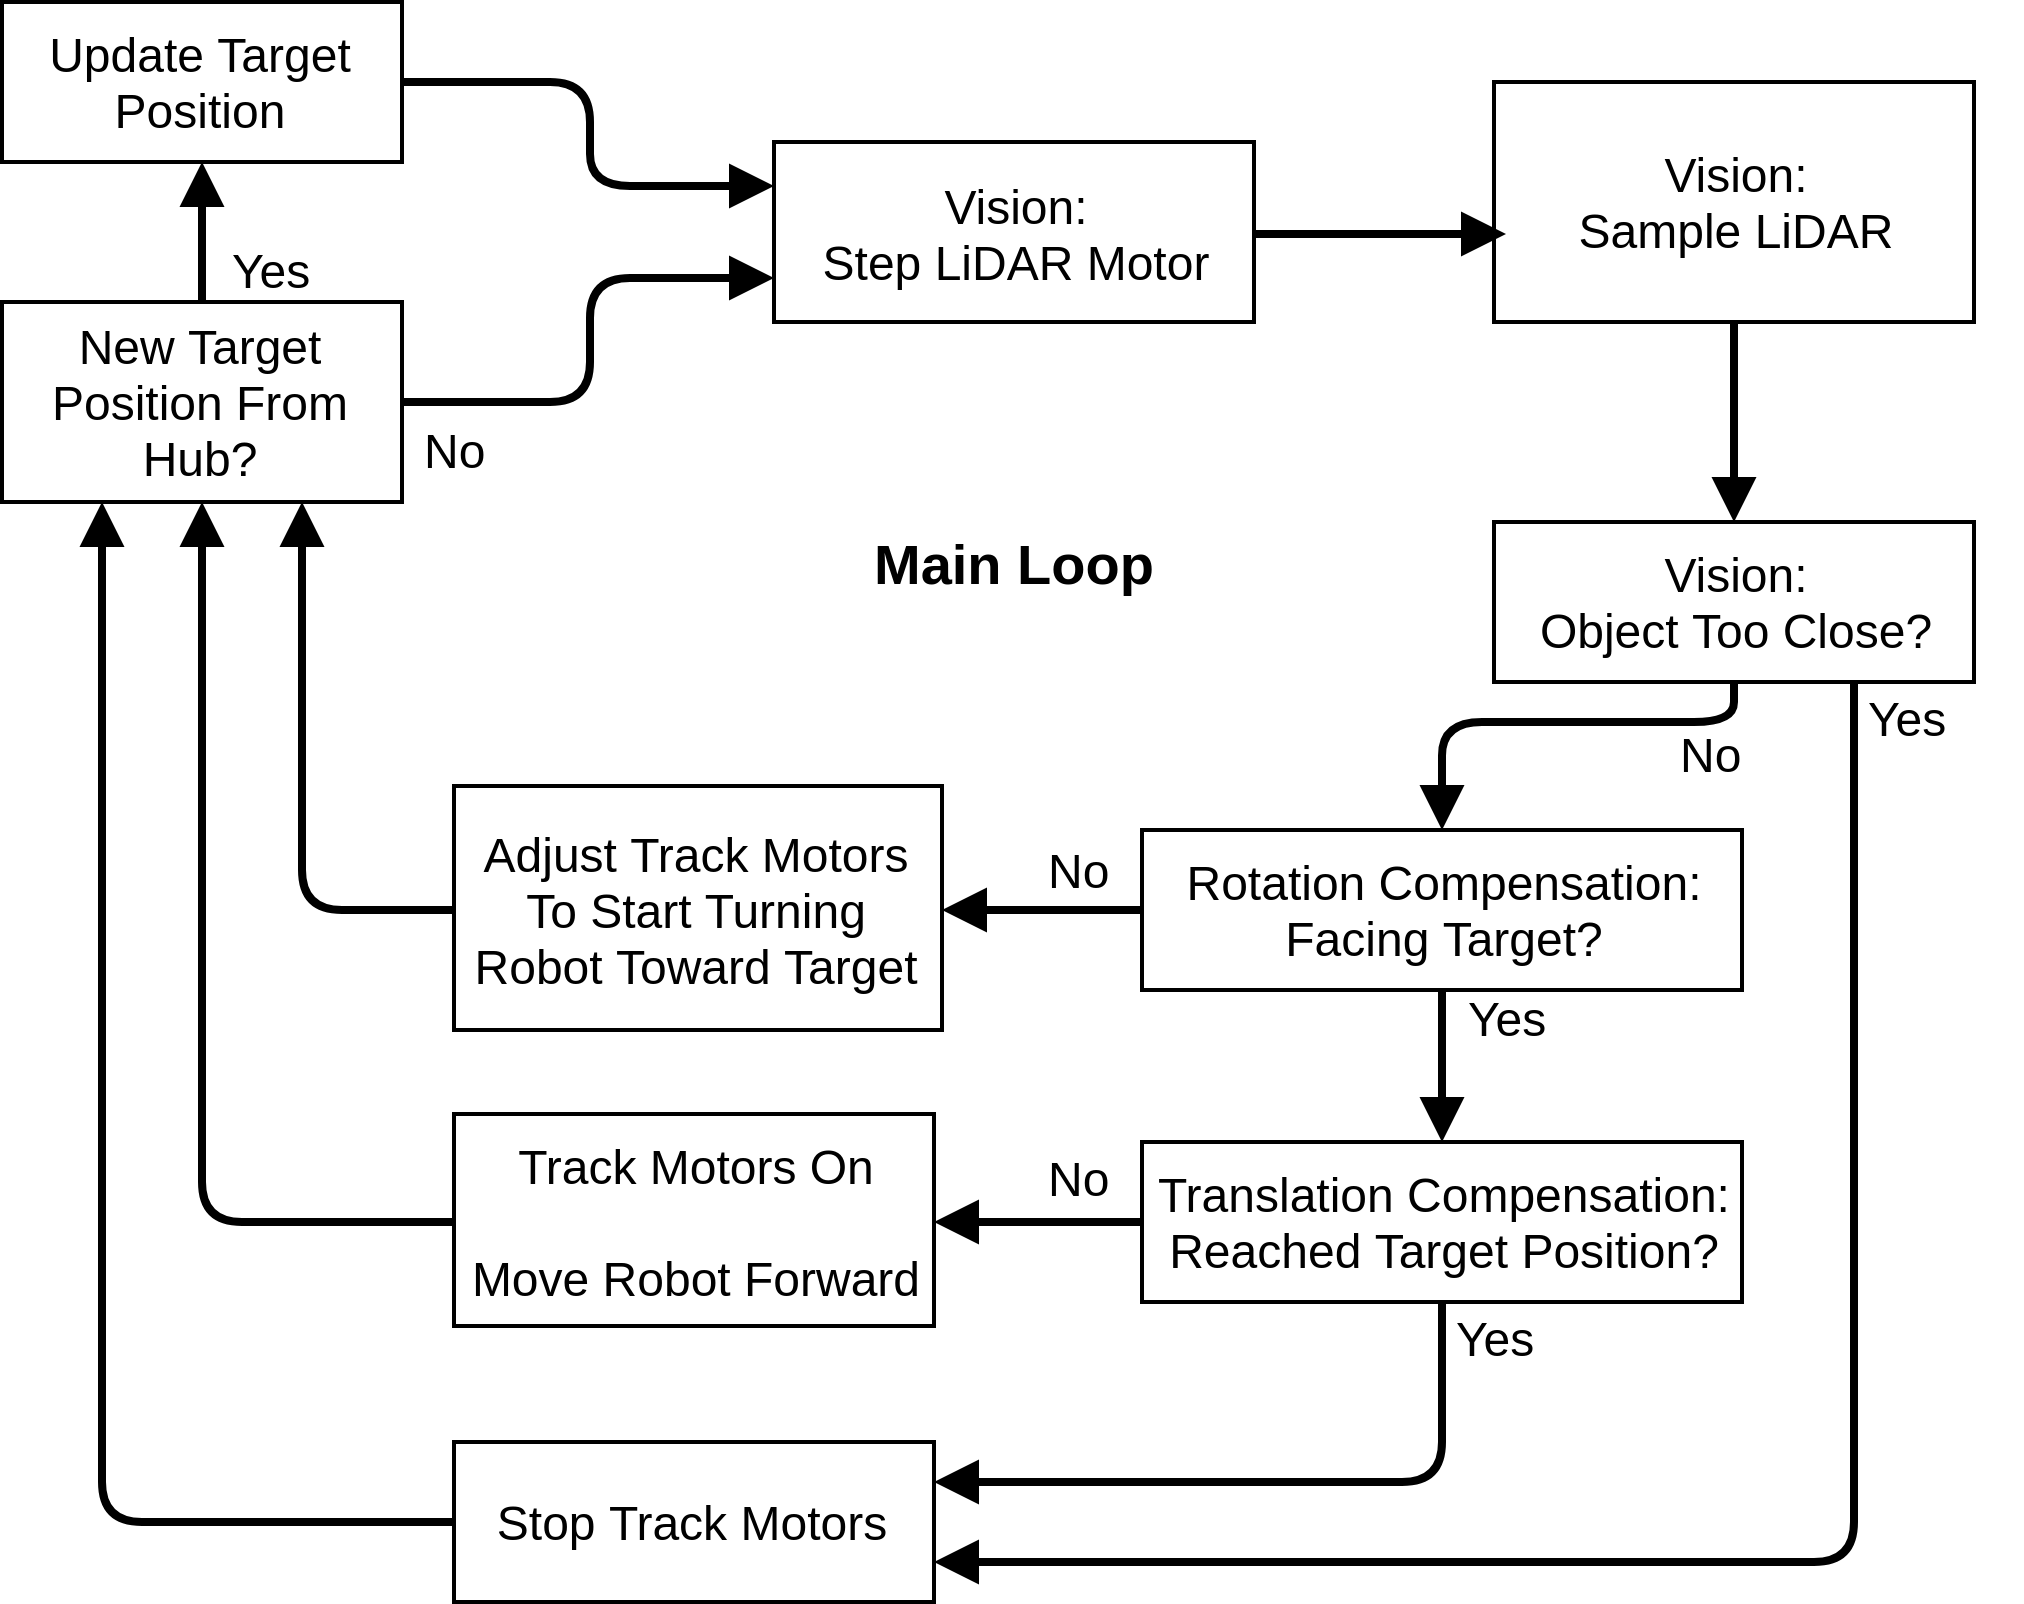 Update Target
Position
Yes
New Target
Position From
Hub?
No
Vision:
Step LiDAR Motor
Vision:
Sample LiDAR
Main Loop
Vision:
Object Too Close?
Yes
No
Adjust Track Motors
To Start Turning
Robot Toward Target
No
Rotation Compensation:
Facing Target?
Yes
Track Motors On
Move Robot Forward
No
Translation Compensation:
Reached Target Position?
Yes
Stop Track Motors